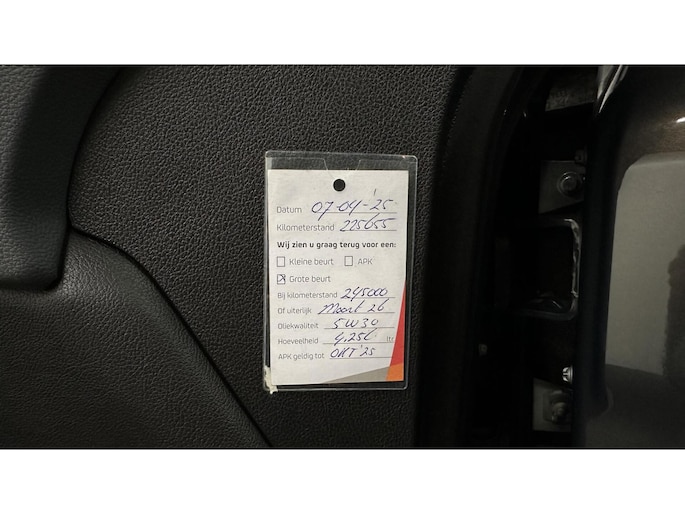 Datum 07-04-'25
Kilometerstand 225655
Wij zien u graag terug voor een:
Kleine beurt APK
Grote beurt
Bij kilometerstand 245000
Of uiterlijk Maart 26
Oliekwaliteit 5W30
Hoeveelheid 4,25L ltr
APK geldig tot OKT '25